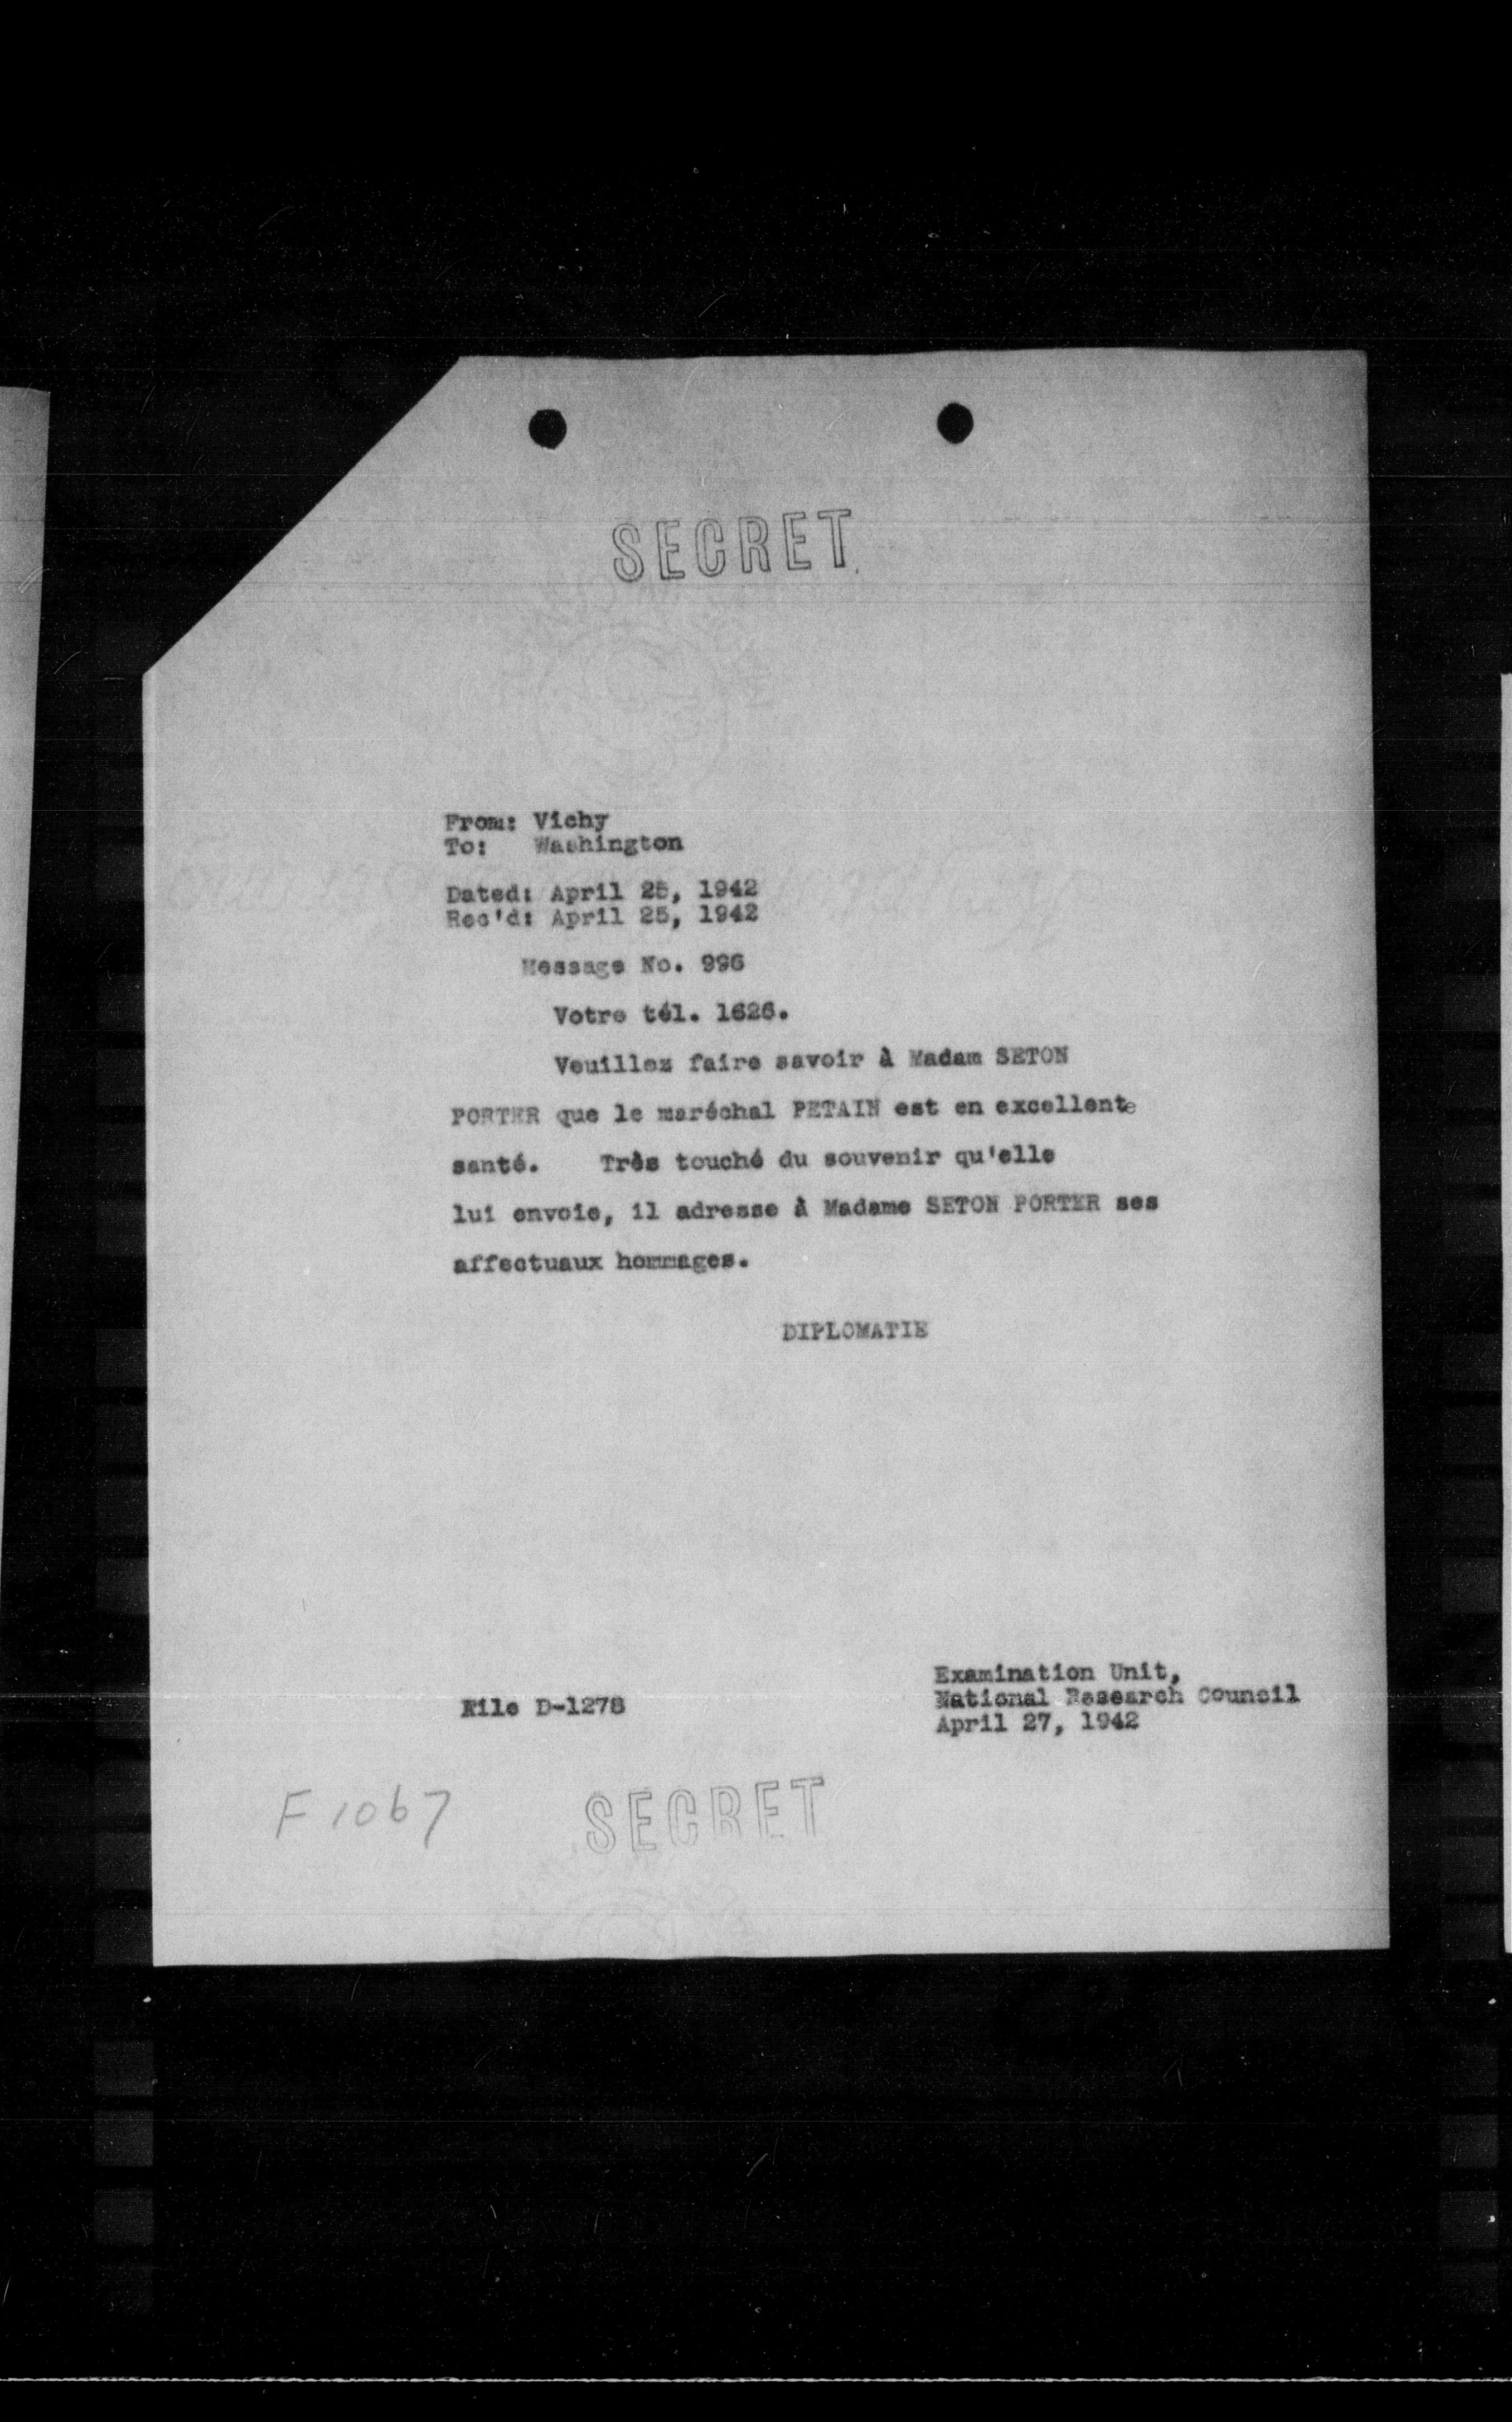 SECRET
From: Vichy
To: Washington
Dated: April 25, 1942
Rec'd: April 25, 1942
Message No. 996
Votre tél. 1626.
Veuillez faire savoir à Madam SETON
PORTER que le maréchal PETAIN est en excellente
santé. Très touché du souvenir qu'elle
lui envoie, il adresse à Madame SETON PORTER ses
affectuaux hommages.
DIPLOMATIE
Examination Unit,
National Research Council
April 27, 1942
File D-1278
F 1067
SECRET